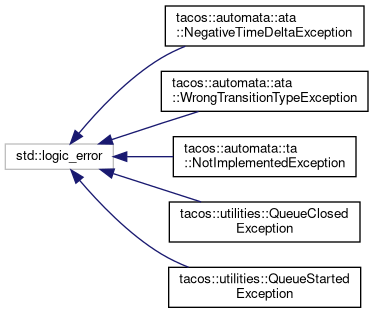 tacos::automata::ata
::NegativeTimeDeltaException
tacos::automata::ata
::WrongTransitionTypeException
std::logic_error
tacos::automata::ta
::NotImplementedException
tacos::utilities::QueueClosed
Exception
tacos::utilities::QueueStarted
Exception